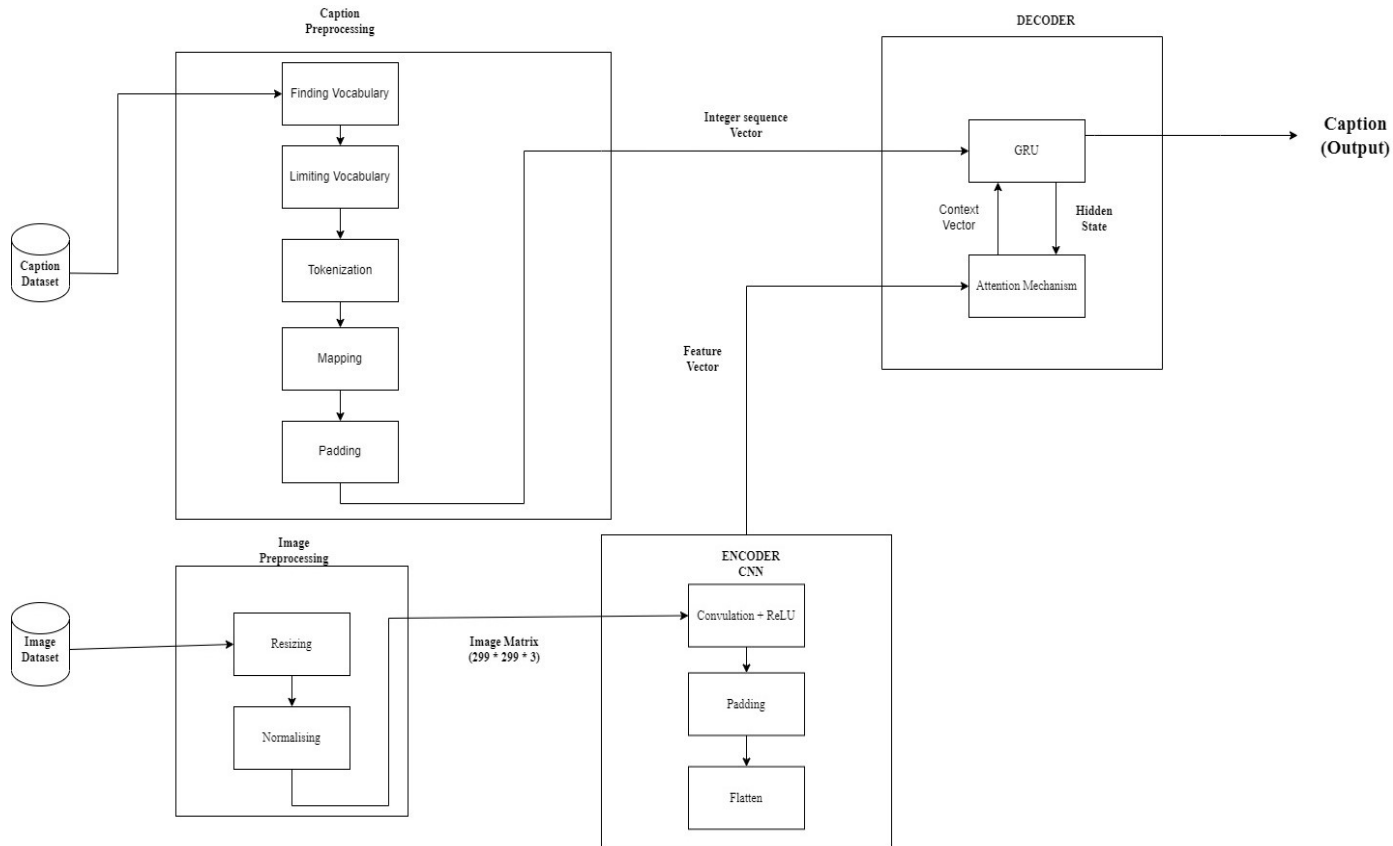 Caption
Preprocessing
Finding Vocabulary
Limiting Vocabulary
Tokenization
Mapping
Padding
Caption
Dataset
Integer sequence
Vector
DECODER
GRU
Context
Vector
Hidden
State
Attention Mechanism
Caption
(Output)
Feature
Vector
Image
Preprocessing
Resizing
Normalising
Image
Dataset
Image Matrix
(299 * 299 * 3)
ENCODER
CNN
Convulation + ReLU
Padding
Flatten